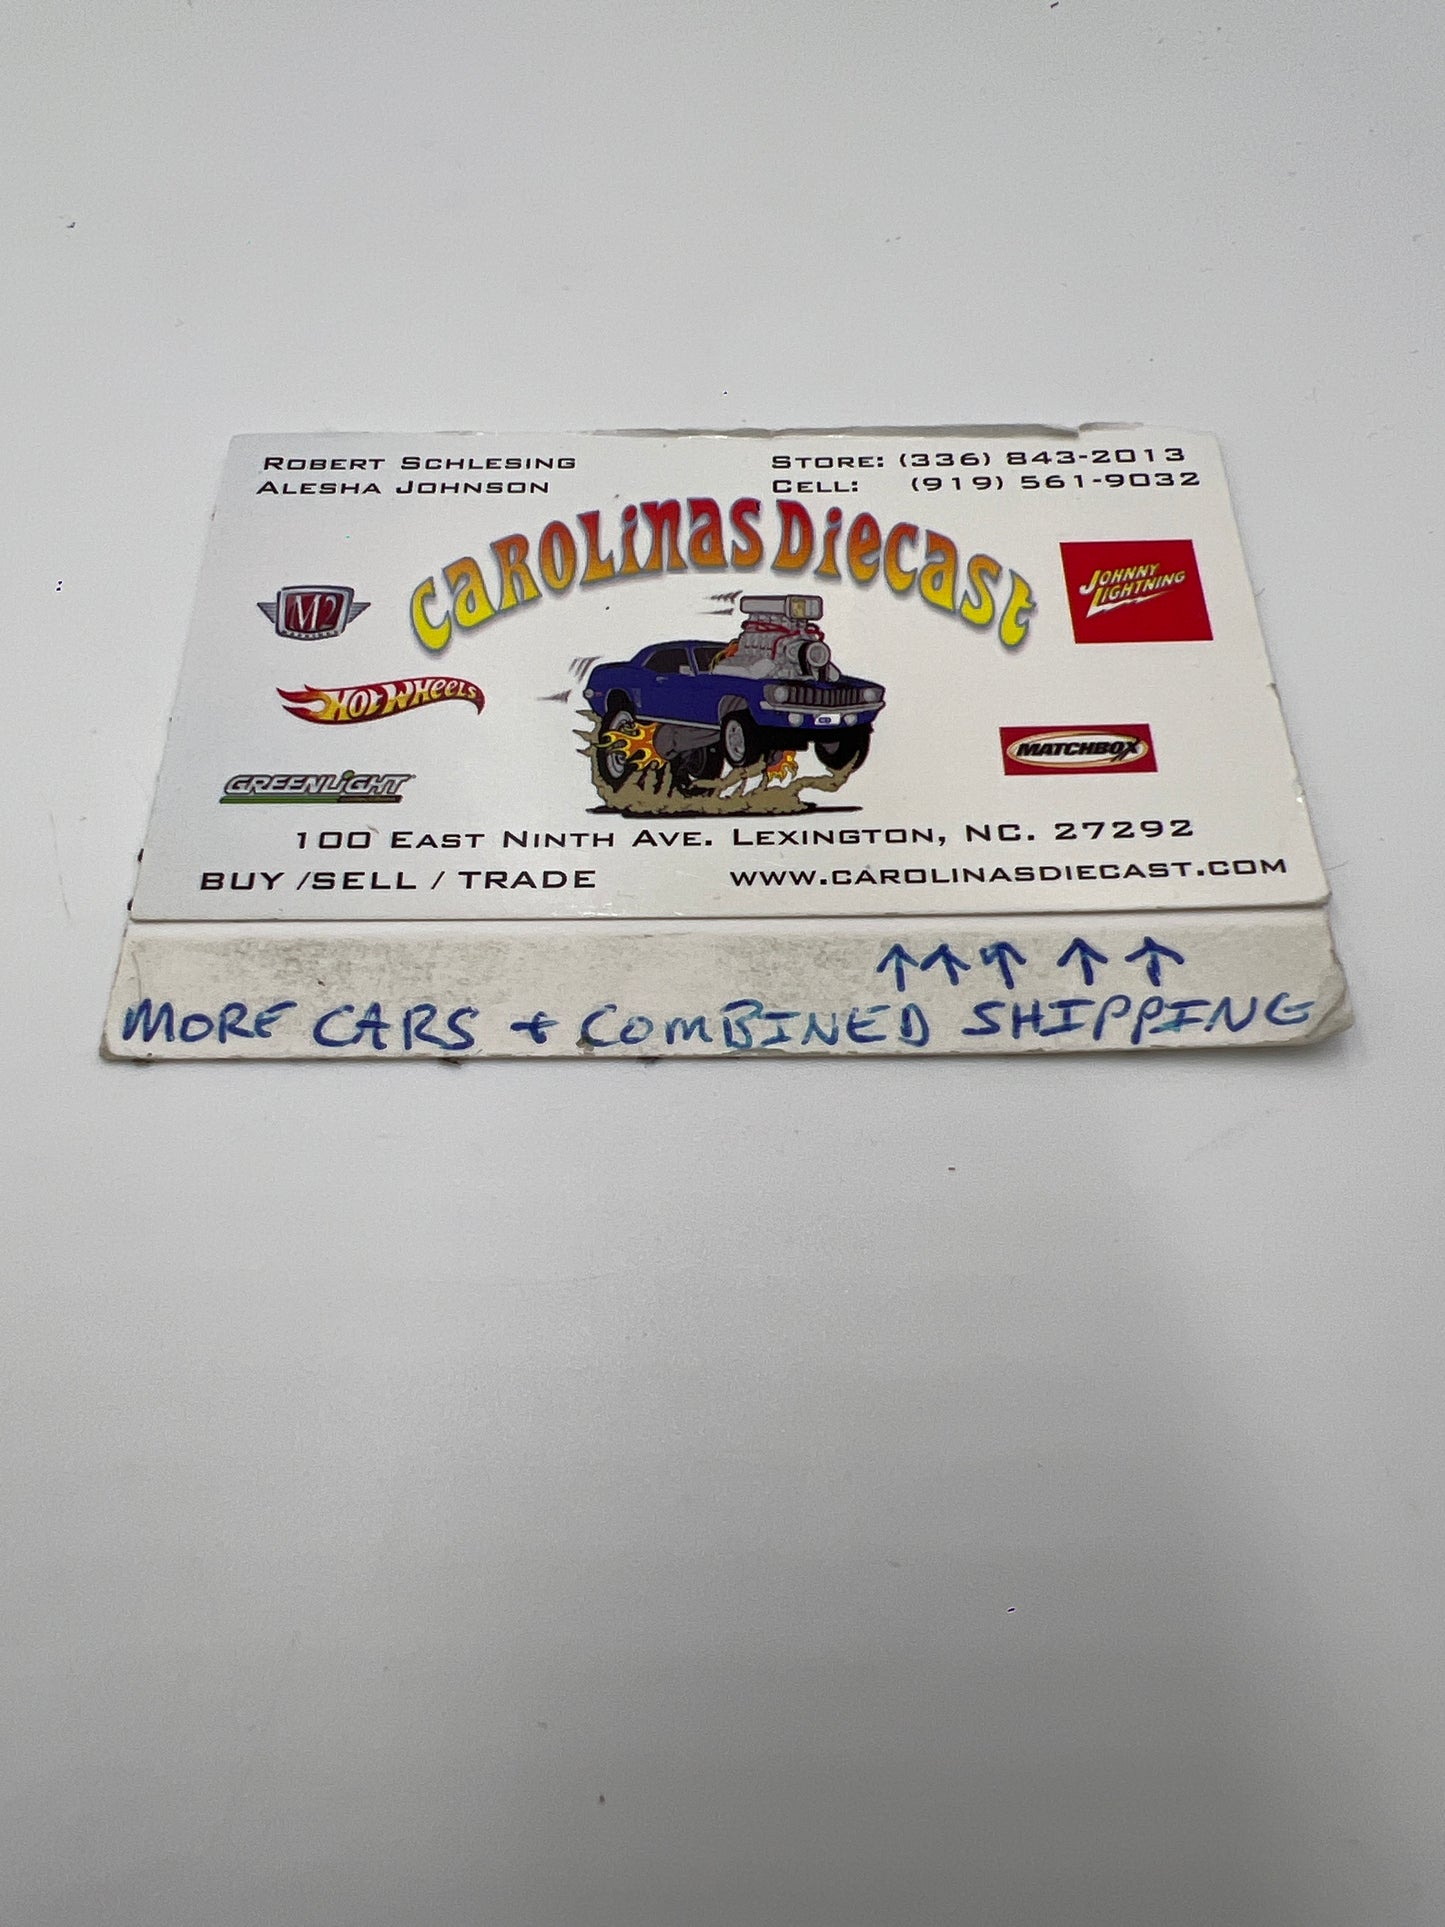 ROBERT SCHLESING
ALESHA JOHNSON
STORE: (336) 843-2013
CELL: (919) 561-9032
CAROLiNAS DiECAST
M2
JOHNNY LIGHTNING
HOT WHEELS
MATCHBOX
GREENLiGHT
100 EAST NINTH AVE. LEXINGTON, NC. 27292
BUY /SELL / TRADE
WWW.CAROLINASDIECAST.COM
↑↑↑ ↑ ↑
MORE CARS + COMBINED SHIPPING